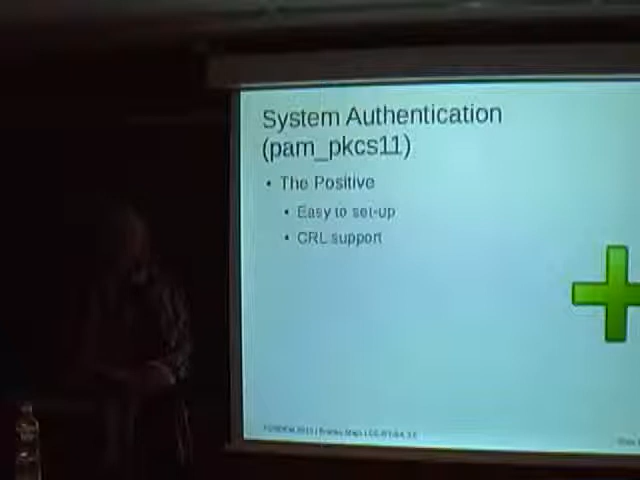 System Authentication
(pam_pkcs11)
• The Positive
• Easy to set-up
• CRL support